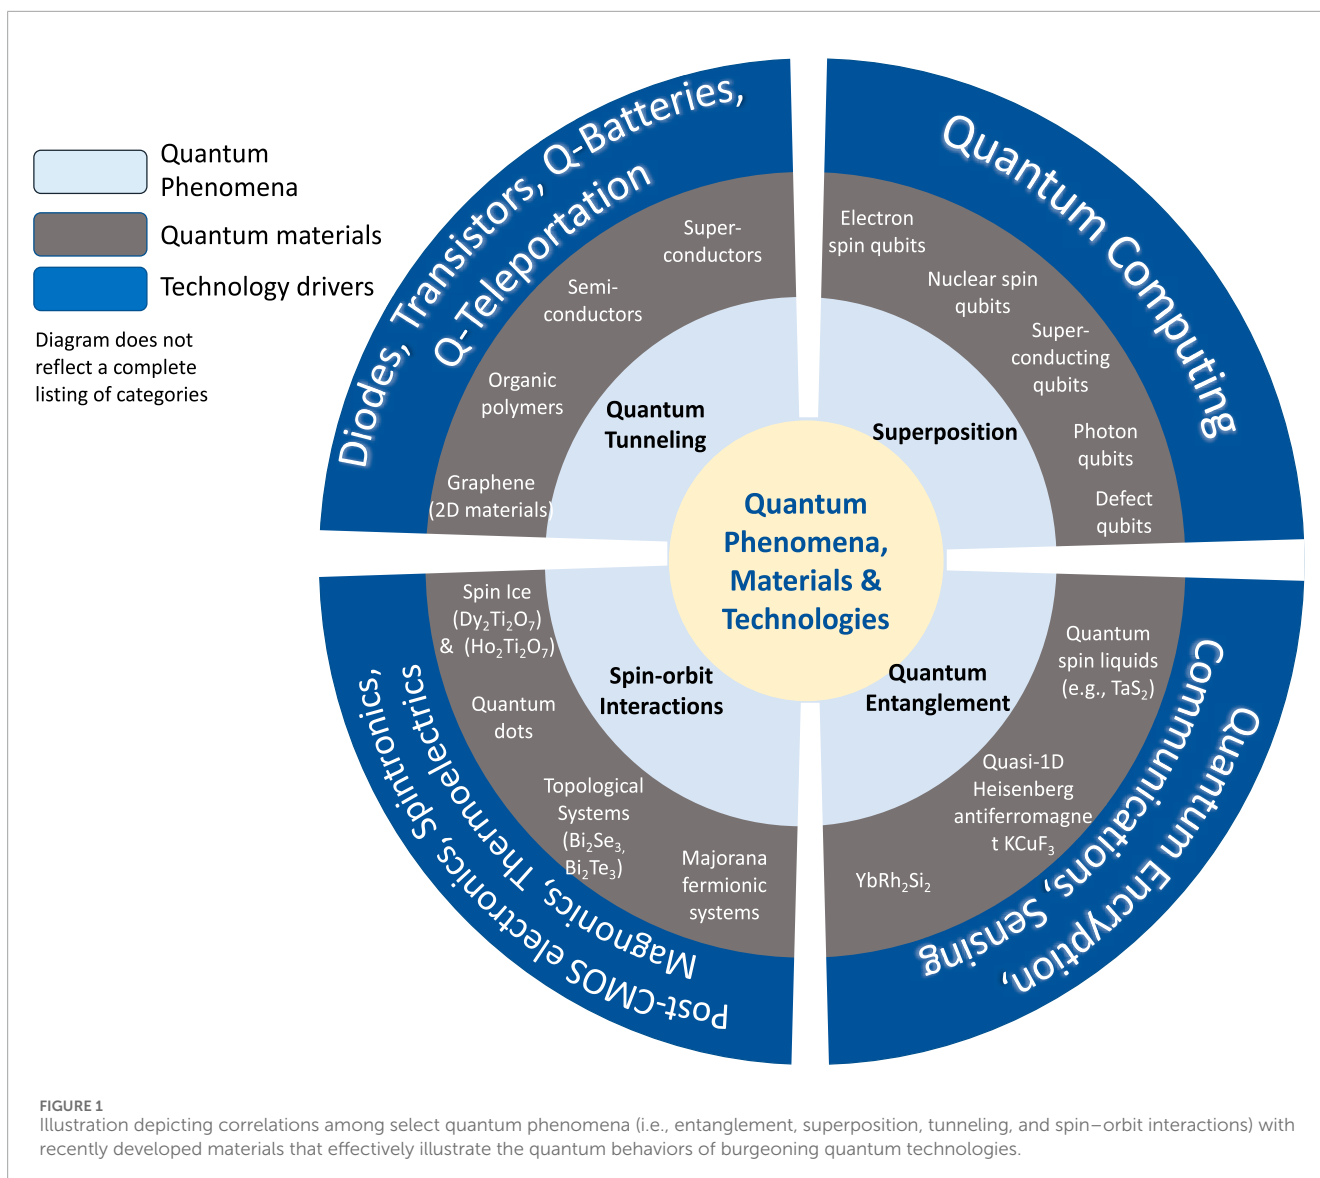 Quantum
Phenomena
Quantum materials
Technology drivers
Diagram does not
reflect a complete
listing of categories
Diodes, Transistors, Q-Batteries,
Q-Teleportation
Super-
conductors
Semi-
conductors
Organic
polymers
Graphene
(2D materials)
Quantum
Tunneling
Quantum Computing
Electron
spin qubits
Nuclear spin
qubits
Super-
conducting
qubits
Photon
qubits
Defect
qubits
Superposition
Quantum
Phenomena,
Materials &
Technologies
Spin Ice
(Dy₂Ti₂O₇)
& (Ho₂Ti₂O₇)
Quantum
dots
Topological
Systems
(Bi₂Se₃,
Bi₂Te₃)
Majorana
fermionic
systems
Spin-orbit
Interactions
Post-CMOS electronics, Spintronics,
Magnonics, Thermoelectrics
Quantum
Entanglement
Quantum
spin liquids
(e.g., TaS₂)
Quasi-1D
Heisenberg
antiferromagne
t KCuF₃
YbRh₂Si₂
Quantum Encryption,
Communications, Sensing
FIGURE 1
Illustration depicting correlations among select quantum phenomena (i.e., entanglement, superposition, tunneling, and spin–orbit interactions) with
recently developed materials that effectively illustrate the quantum behaviors of burgeoning quantum technologies.